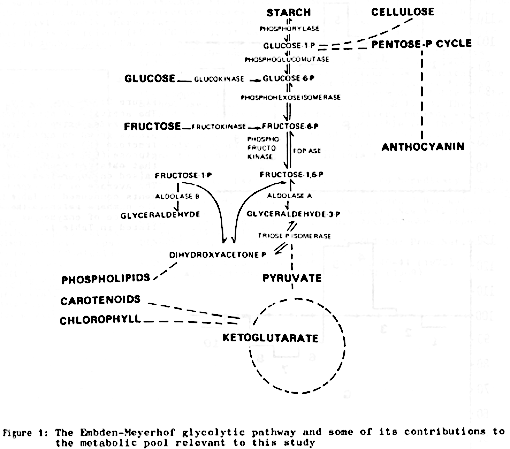 STARCH
CELLULOSE
PHOSPHORYLASE
GLUCOSE-1 P
PENTOSE-P CYCLE
PHOSPHOGLUCOMUTASE
GLUCOSE GLUCOKINASE GLUCOSE 6-P
PHOSPHOHEXOSEISOMERASE
FRUCTOSE FRUCTOKINASE FRUCTOSE-6-P
PHOSPHO
FRUCTO
KINASE
FDP ASE
ANTHOCYANIN
FRUCTOSE 1 P
FRUCTOSE-1,6-P
ALDOLASE B
ALDOLASE A
GLYCERALDEHYDE
GLYCERALDEHYDE 3 P
TRIOSE P ISOMERASE
DIHYDROXYACETONE P
PHOSPHOLIPIDS
PYRUVATE
CAROTENOIDS
CHLOROPHYLL
KETOGLUTARATE
Figure 1: The Embden-Meyerhof glycolytic pathway and some of its contributions to
the metabolic pool relevant to this study